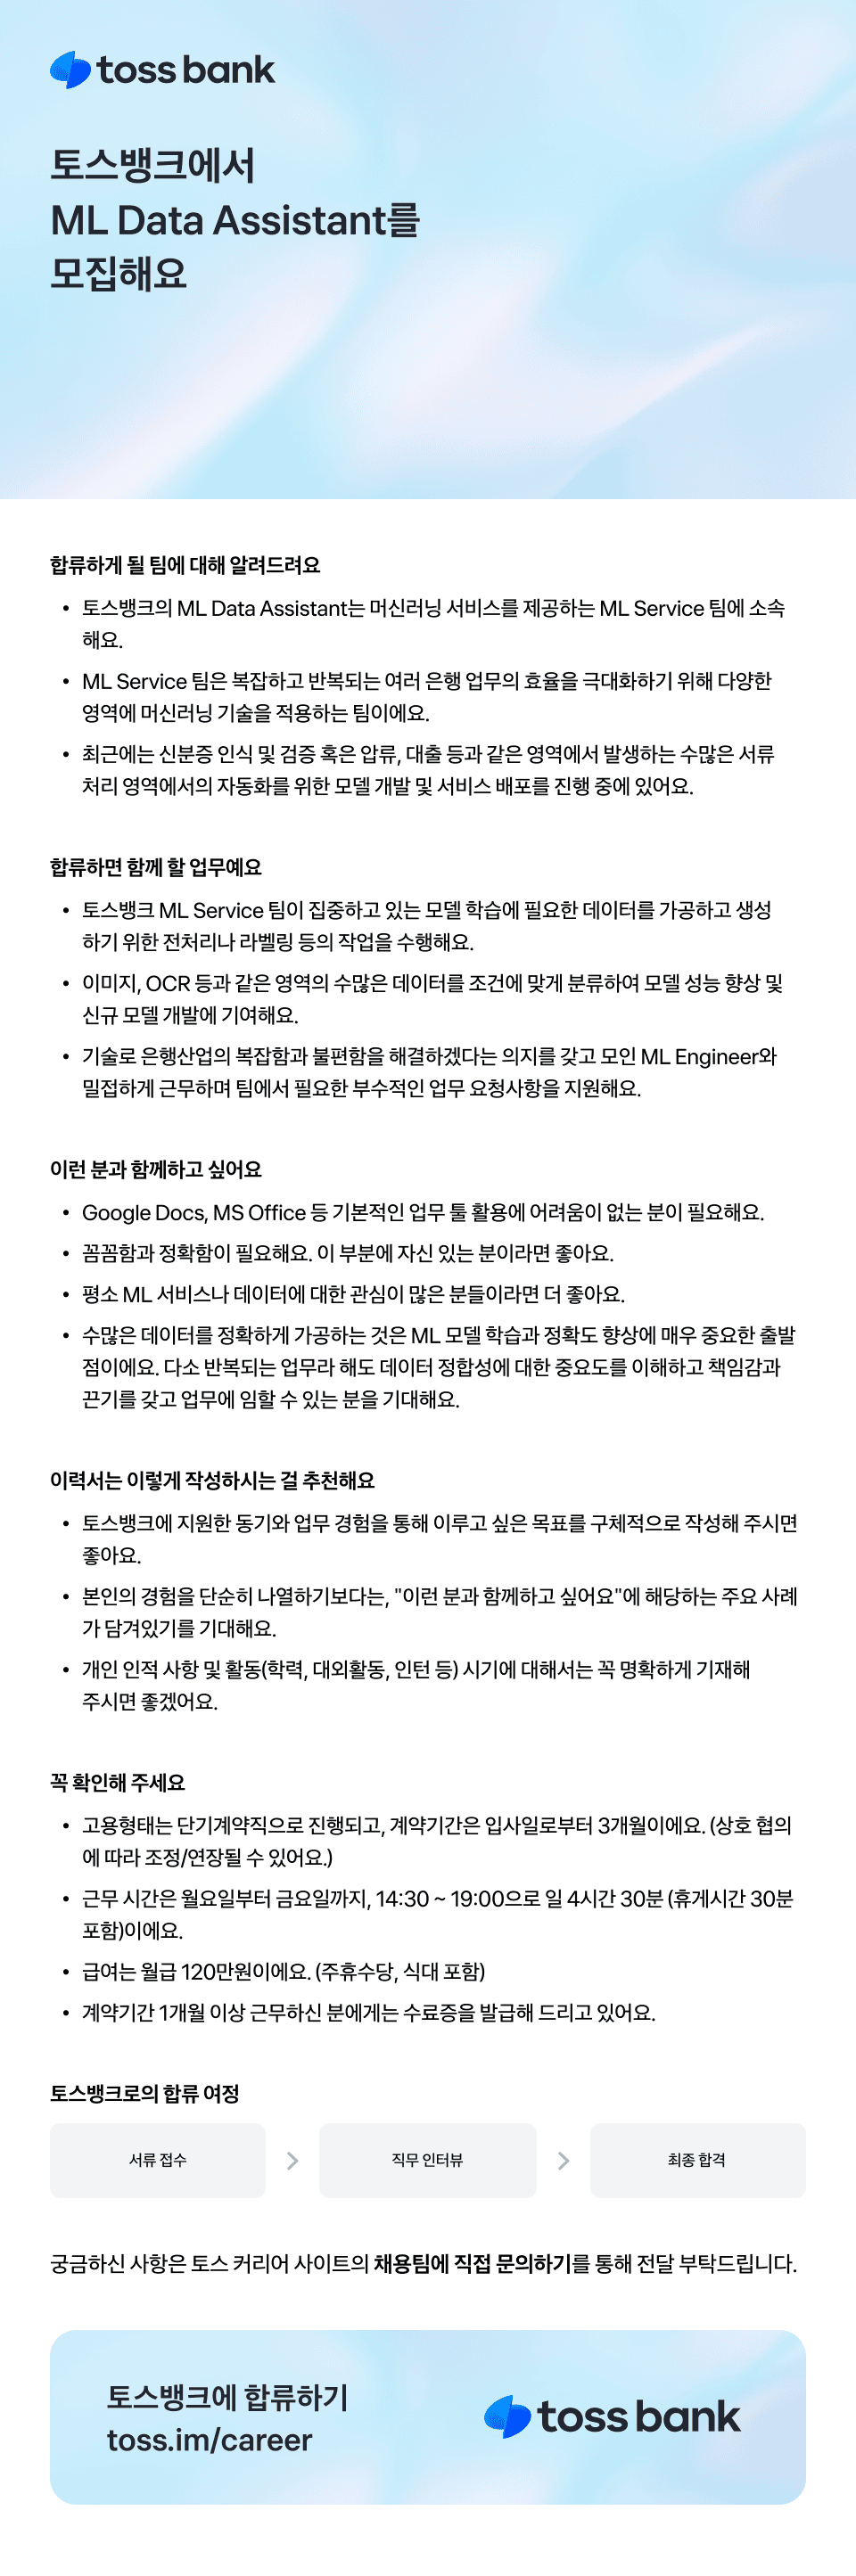 toss bank
토스뱅크에서
ML Data Assistant를
모집해요
합류하게 될 팀에 대해 알려드려요
• 토스뱅크의 ML Data Assistant는 머신러닝 서비스를 제공하는 ML Service 팀에 소속
해요.
• ML Service 팀은 복잡하고 반복되는 여러 은행 업무의 효율을 극대화하기 위해 다양한
영역에 머신러닝 기술을 적용하는 팀이에요.
• 최근에는 신분증 인식 및 검증 혹은 압류, 대출 등과 같은 영역에서 발생하는 수많은 서류
처리 영역에서의 자동화를 위한 모델 개발 및 서비스 배포를 진행 중에 있어요.
합류하면 함께 할 업무예요
• 토스뱅크 ML Service 팀이 집중하고 있는 모델 학습에 필요한 데이터를 가공하고 생성
하기 위한 전처리나 라벨링 등의 작업을 수행해요.
• 이미지, OCR 등과 같은 영역의 수많은 데이터를 조건에 맞게 분류하여 모델 성능 향상 및
신규 모델 개발에 기여해요.
• 기술로 은행산업의 복잡함과 불편함을 해결하겠다는 의지를 갖고 모인 ML Engineer와
밀접하게 근무하며 팀에서 필요한 부수적인 업무 요청사항을 지원해요.
이런 분과 함께하고 싶어요
• Google Docs, MS Office 등 기본적인 업무 툴 활용에 어려움이 없는 분이 필요해요.
• 꼼꼼함과 정확함이 필요해요. 이 부분에 자신 있는 분이라면 좋아요.
• 평소 ML 서비스나 데이터에 대한 관심이 많은 분들이라면 더 좋아요.
• 수많은 데이터를 정확하게 가공하는 것은 ML 모델 학습과 정확도 향상에 매우 중요한 출발
점이에요. 다소 반복되는 업무라 해도 데이터 정합성에 대한 중요도를 이해하고 책임감과
끈기를 갖고 업무에 임할 수 있는 분을 기대해요.
이력서는 이렇게 작성하시는 걸 추천해요
• 토스뱅크에 지원한 동기와 업무 경험을 통해 이루고 싶은 목표를 구체적으로 작성해 주시면
좋아요.
• 본인의 경험을 단순히 나열하기보다는, "이런 분과 함께하고 싶어요"에 해당하는 주요 사례
가 담겨있기를 기대해요.
• 개인 인적 사항 및 활동(학력, 대외활동, 인턴 등) 시기에 대해서는 꼭 명확하게 기재해
주시면 좋겠어요.
꼭 확인해 주세요
• 고용형태는 단기계약직으로 진행되고, 계약기간은 입사일로부터 3개월이에요. (상호 협의
에 따라 조정/연장될 수 있어요.)
• 근무 시간은 월요일부터 금요일까지, 14:30 ~ 19:00으로 일 4시간 30분 (휴게시간 30분
포함)이에요.
• 급여는 월급 120만원이에요. (주휴수당, 식대 포함)
• 계약기간 1개월 이상 근무하신 분에게는 수료증을 발급해 드리고 있어요.
토스뱅크로의 합류 여정
서류 접수 > 직무 인터뷰 > 최종 합격
궁금하신 사항은 토스 커리어 사이트의 채용팀에 직접 문의하기를 통해 전달 부탁드립니다.
토스뱅크에 합류하기
toss.im/career
toss bank